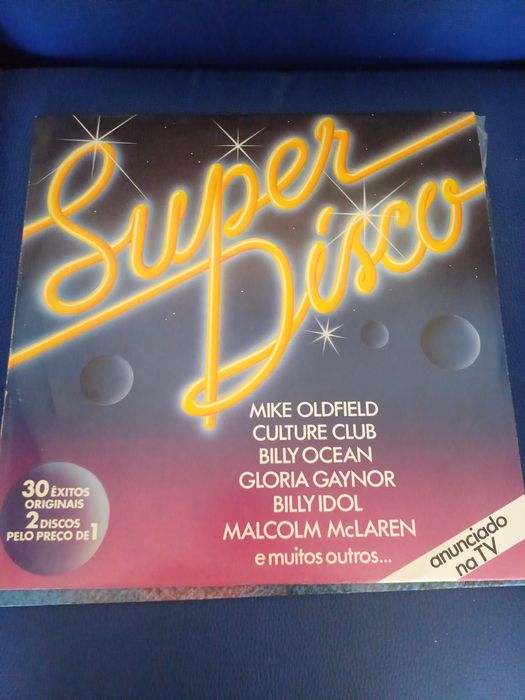 Super
Disco
MIKE OLDFIELD
CULTURE CLUB
BILLY OCEAN
GLORIA GAYNOR
BILLY IDOL
MALCOLM McLAREN
e muitos outros...
30 ÊXITOS
ORIGINAIS
2 DISCOS
PELO PREÇO DE 1
anunciado
na TV